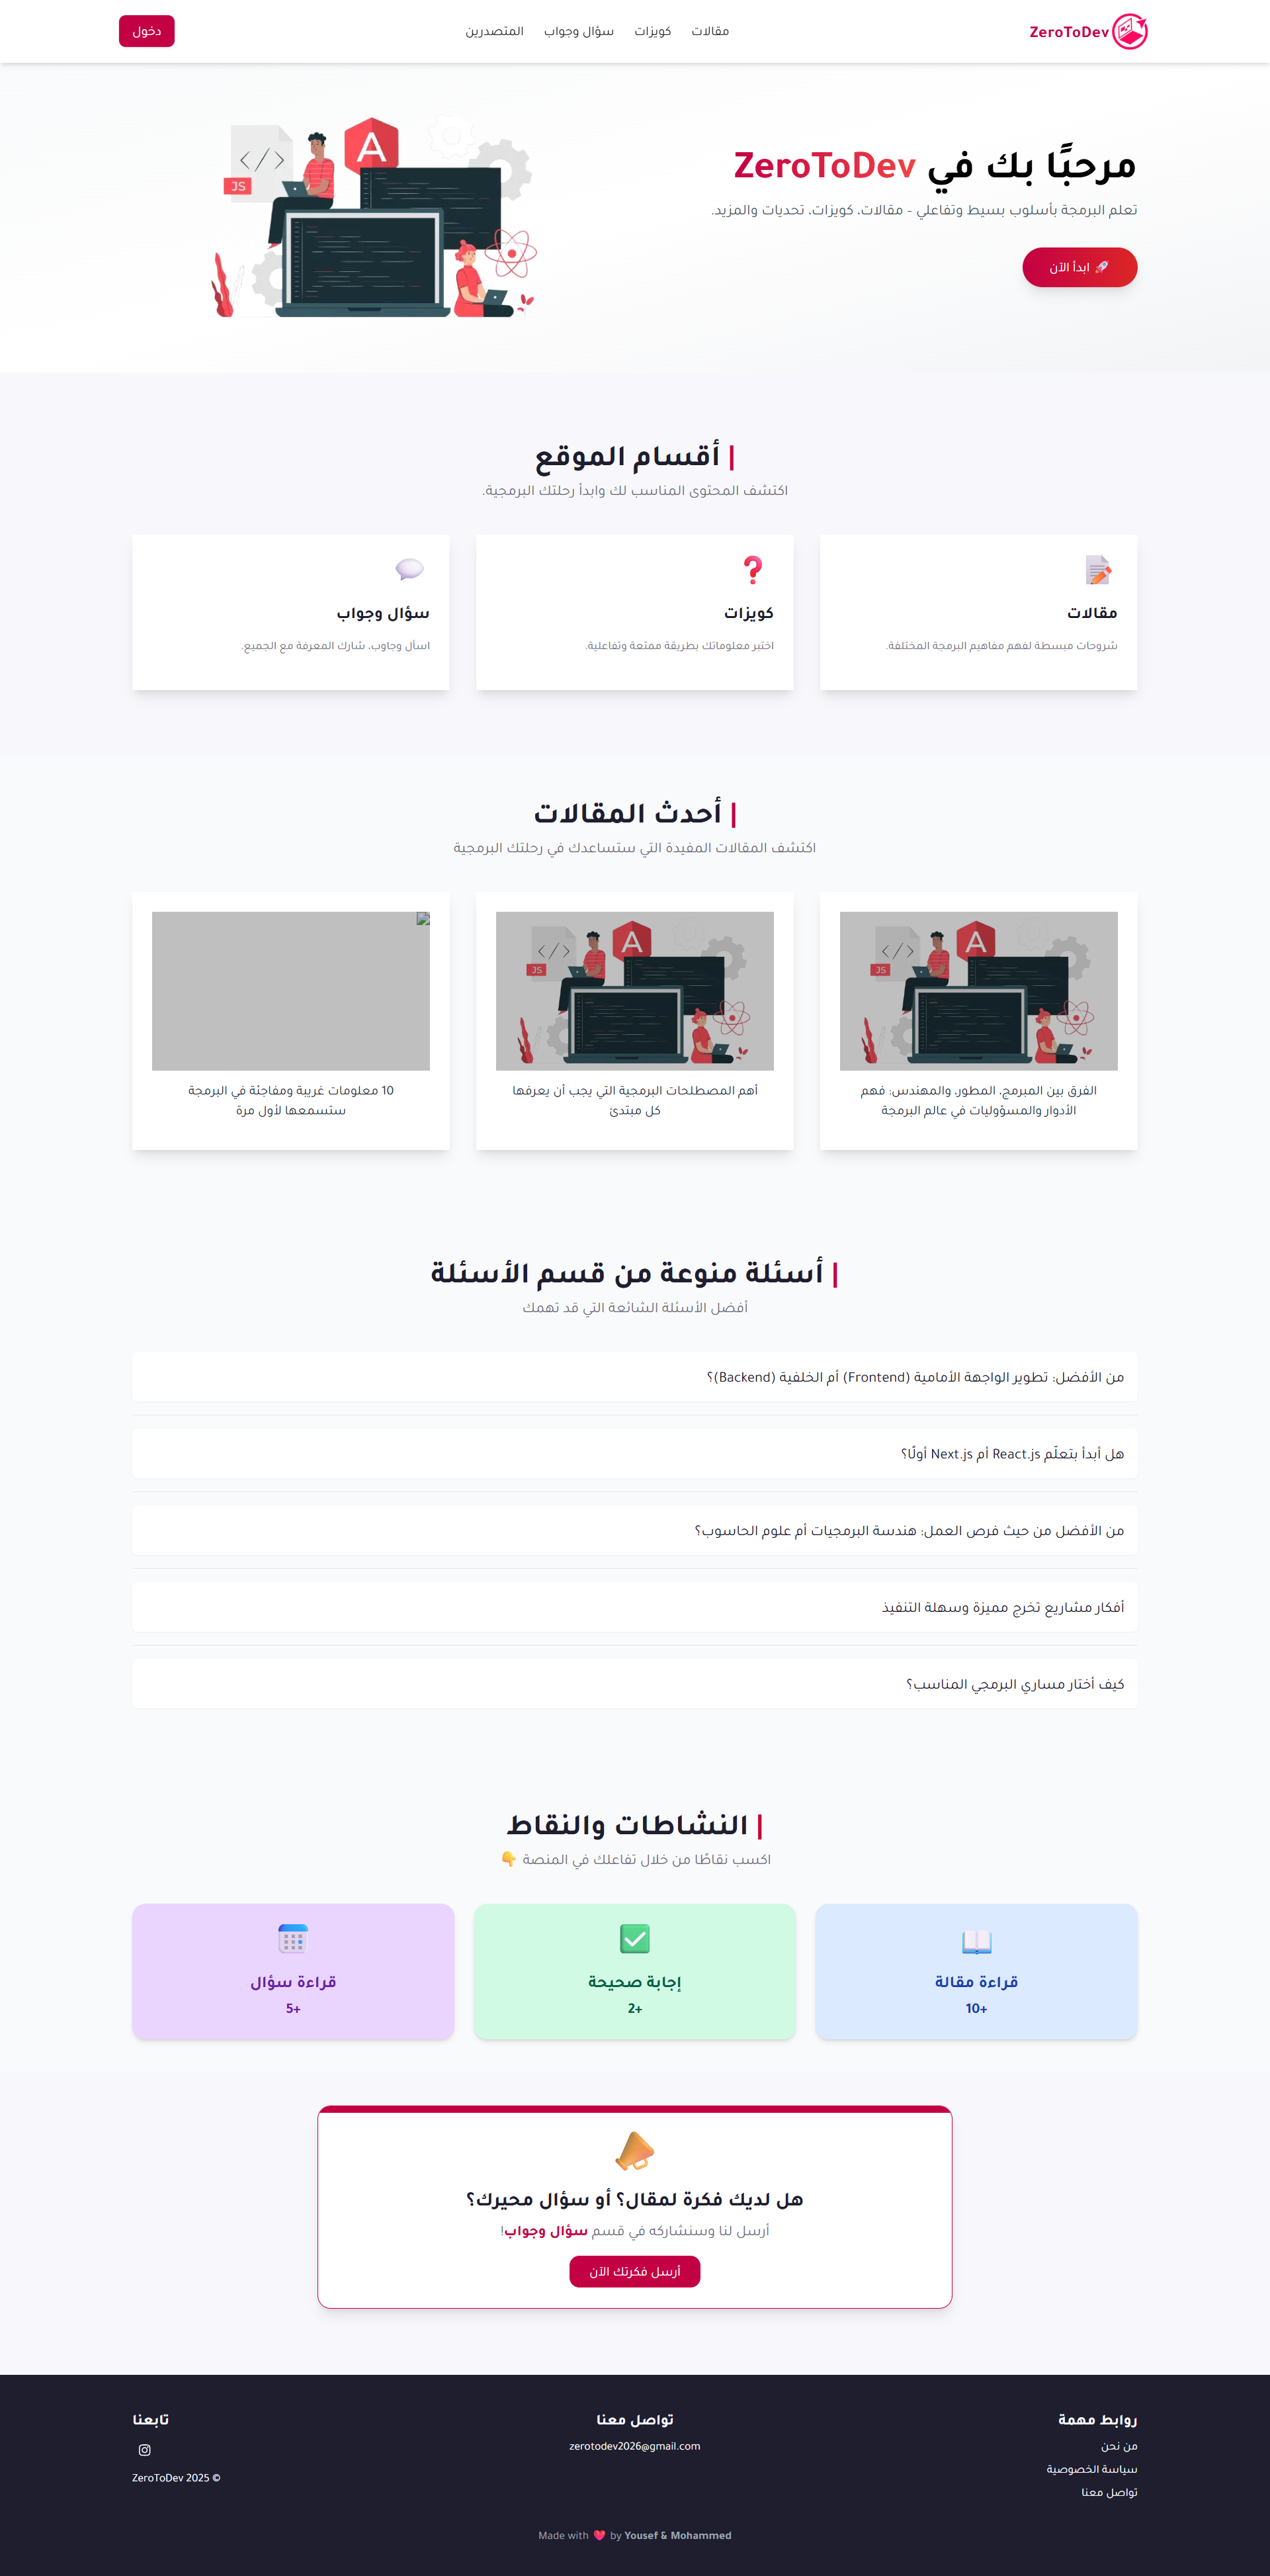 ZeroToDev
مقالات
كويزات
سؤال وجواب
المتصدرين
دخول
مرحبًا بك في ZeroToDev
تعلم البرمجة بأسلوب بسيط وتفاعلي - مقالات، كويزات، تحديات والمزيد.
🚀 ابدأ الآن
JS
A
| أقسام الموقع
اكتشف المحتوى المناسب لك وابدأ رحلتك البرمجية.
مقالات
شروحات مبسطة لفهم مفاهيم البرمجة المختلفة.
كويزات
اختبر معلوماتك بطريقة ممتعة وتفاعلية.
سؤال وجواب
اسأل وجاوب، شارك المعرفة مع الجميع.
| أحدث المقالات
اكتشف المقالات المفيدة التي ستساعدك في رحلتك البرمجية
JS
A
الفرق بين المبرمج، المطور، والمهندس: فهم
الأدوار والمسؤوليات في عالم البرمجة
JS
A
أهم المصطلحات البرمجية التي يجب أن يعرفها
كل مبتدئ
10 معلومات غريبة ومفاجئة في البرمجة
ستسمعها لأول مرة
| أسئلة منوعة من قسم الأسئلة
أفضل الأسئلة الشائعة التي قد تهمك
من الأفضل: تطوير الواجهة الأمامية (Frontend) أم الخلفية (Backend)؟
هل أبدأ بتعلّم React.js أم Next.js أولًا؟
من الأفضل من حيث فرص العمل: هندسة البرمجيات أم علوم الحاسوب؟
أفكار مشاريع تخرج مميزة وسهلة التنفيذ
كيف أختار مساري البرمجي المناسب؟
| النشاطات والنقاط
اكسب نقاطًا من خلال تفاعلك في المنصة 👇
قراءة مقالة
10+
إجابة صحيحة
2+
قراءة سؤال
5+
هل لديك فكرة لمقال؟ أو سؤال محيرك؟
أرسل لنا وسنشاركه في قسم سؤال وجواب!
أرسل فكرتك الآن
روابط مهمة
من نحن
سياسة الخصوصية
تواصل معنا
تواصل معنا
zerotodev2026@gmail.com
تابعنا
ZeroToDev 2025 ©
Made with ❤️ by Yousef & Mohammed